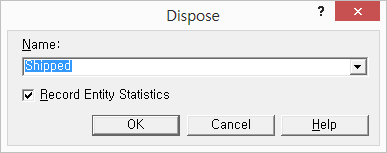 Dispose
?
Name:
Shipped
Record Entity Statistics
OK Cancel Help